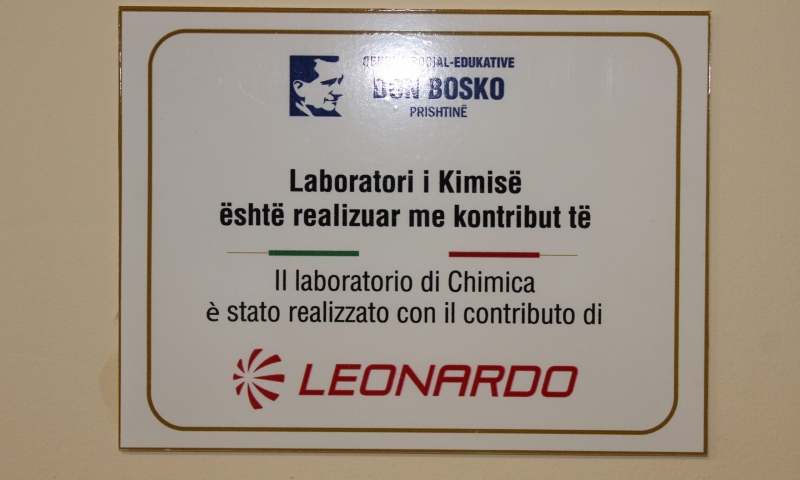 SOCIAL-EDUKATIVE
DON BOSKO
PRISHTINË
Laboratori i Kimisë
është realizuar me kontribut të
Il laboratorio di Chimica
è stato realizzato con il contributo di
LEONARDO